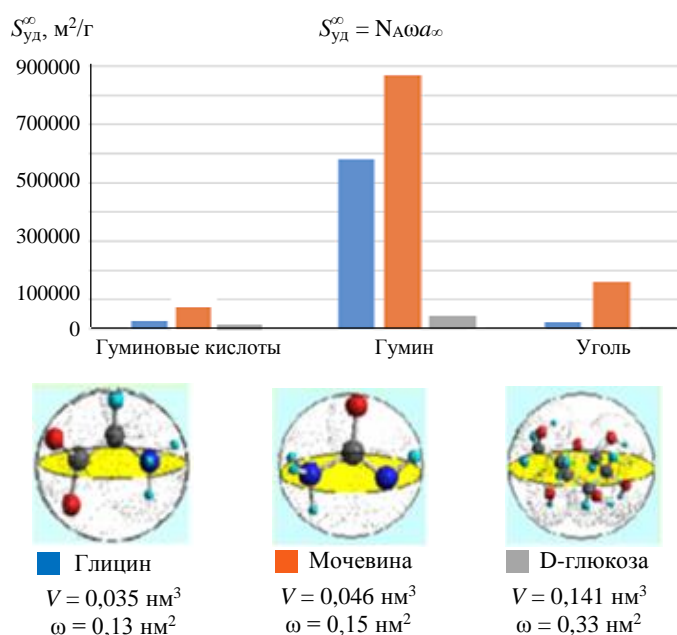 S∞уд, м²/г
S∞уд = NAωa∞
900000
700000
500000
300000
100000
0
Гуминовые кислоты Гумин Уголь
Глицин Мочевина D-глюкоза
V = 0,035 нм³ V = 0,046 нм³ V = 0,141 нм³
ω = 0,13 нм² ω = 0,15 нм² ω = 0,33 нм²